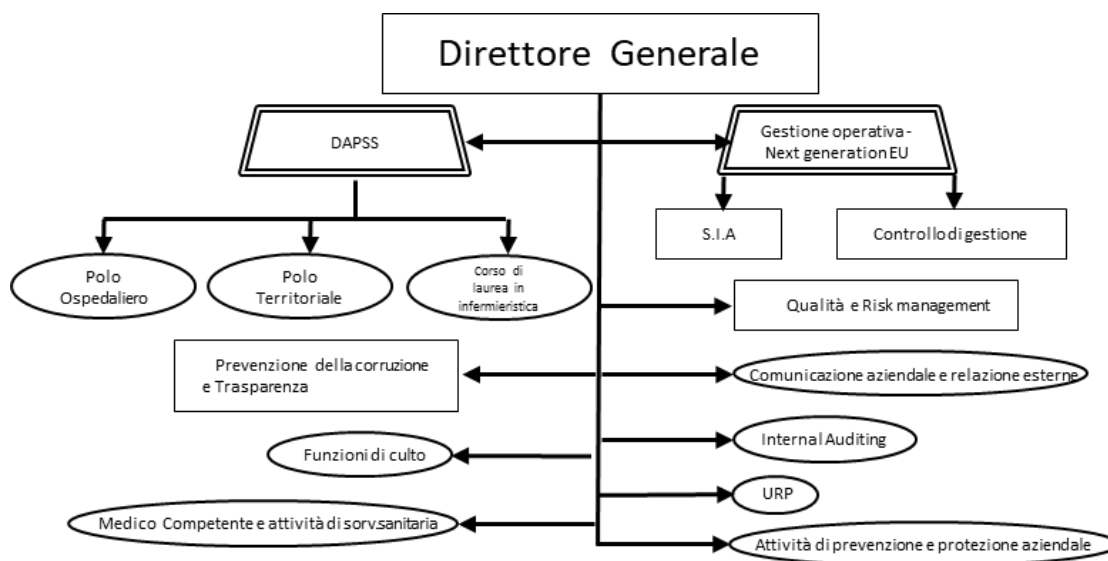 Direttore Generale
DAPSS
Gestione operativa -
Next generation EU
S.I.A
Controllo di gestione
Polo
Ospedaliero
Polo
Territoriale
Corso di
laurea in
infermieristica
Qualità e Risk management
Prevenzione della corruzione
e Trasparenza
Comunicazione aziendale e relazione esterne
Internal Auditing
Funzioni di culto
URP
Medico Competente e attività di sorv.sanitaria
Attività di prevenzione e protezione aziendale